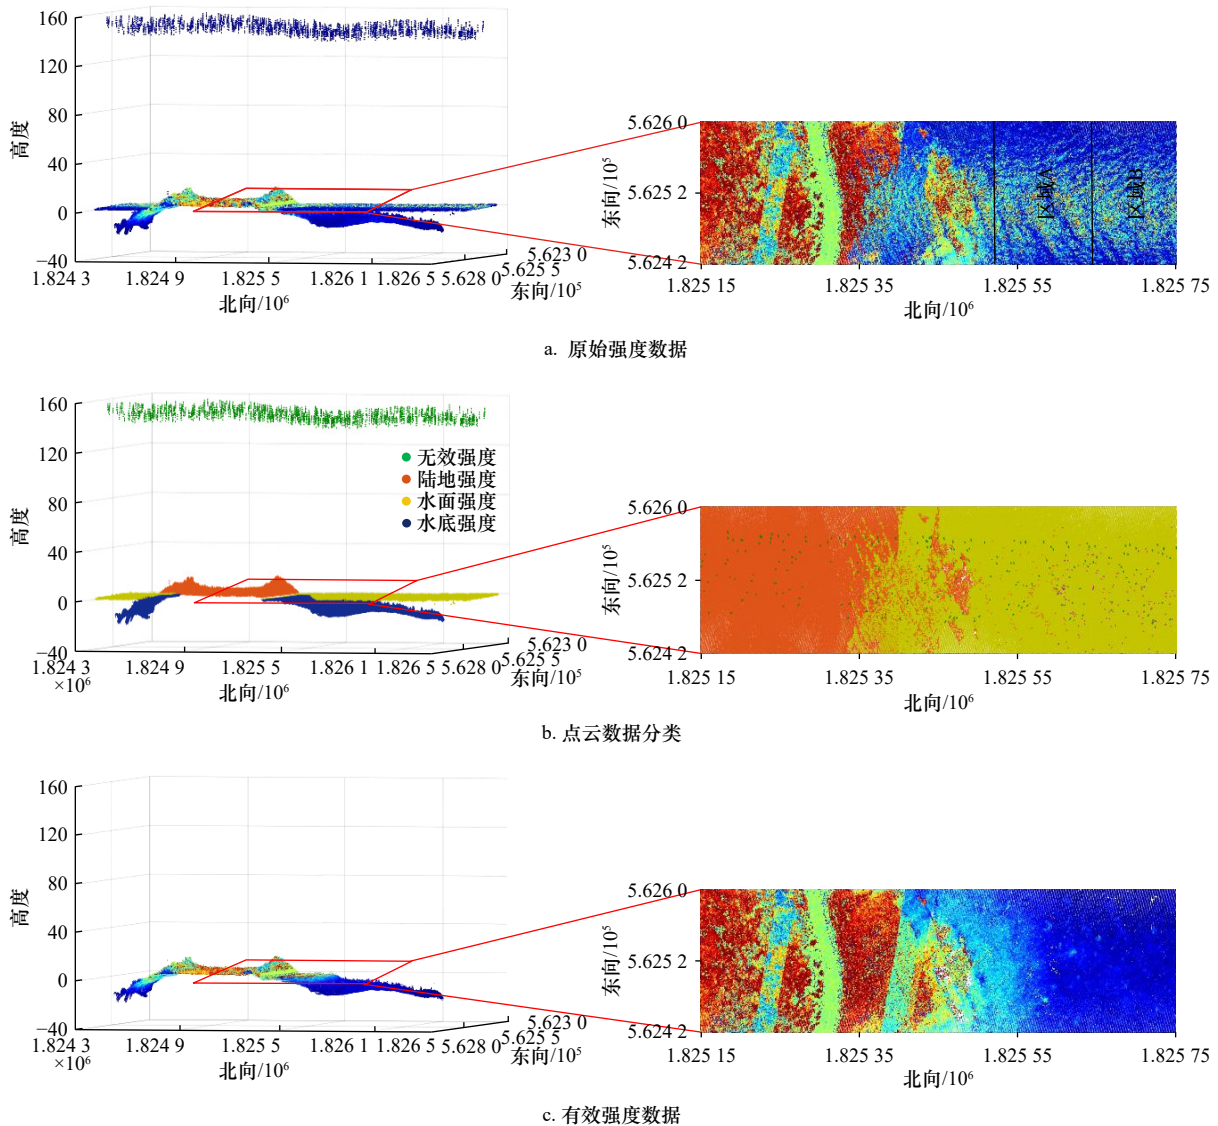 160
120
80
40
0
−40
高度
1.824 3
1.824 9
1.825 5
1.826 1
1.826 5
5.628 0
5.625 5
5.623 0
北向/10⁶
东向/10⁵
5.626 0
5.625 2
5.624 2
东向/10⁵
区域A
区域B
1.825 15
1.825 35
1.825 55
1.825 75
北向/10⁶
a. 原始强度数据
160
120
80
40
0
−40
高度
无效强度
陆地强度
水面强度
水底强度
1.824 3
×10⁶
1.824 9
1.825 5
1.826 1
1.826 5
5.628 0
5.625 5
5.623 0
北向/10⁶
东向/10⁵
5.626 0
5.625 2
5.624 2
东向/10⁵
1.825 15
1.825 35
1.825 55
1.825 75
北向/10⁶
b. 点云数据分类
160
120
80
40
0
−40
高度
1.824 3
×10⁶
1.824 9
1.825 5
1.826 1
1.826 5
5.628 0
5.625 5
5.623 0
北向/10⁶
东向/10⁵
5.626 0
5.625 2
5.624 2
东向/10⁵
1.825 15
1.825 35
1.825 55
1.825 75
北向/10⁶
c. 有效强度数据